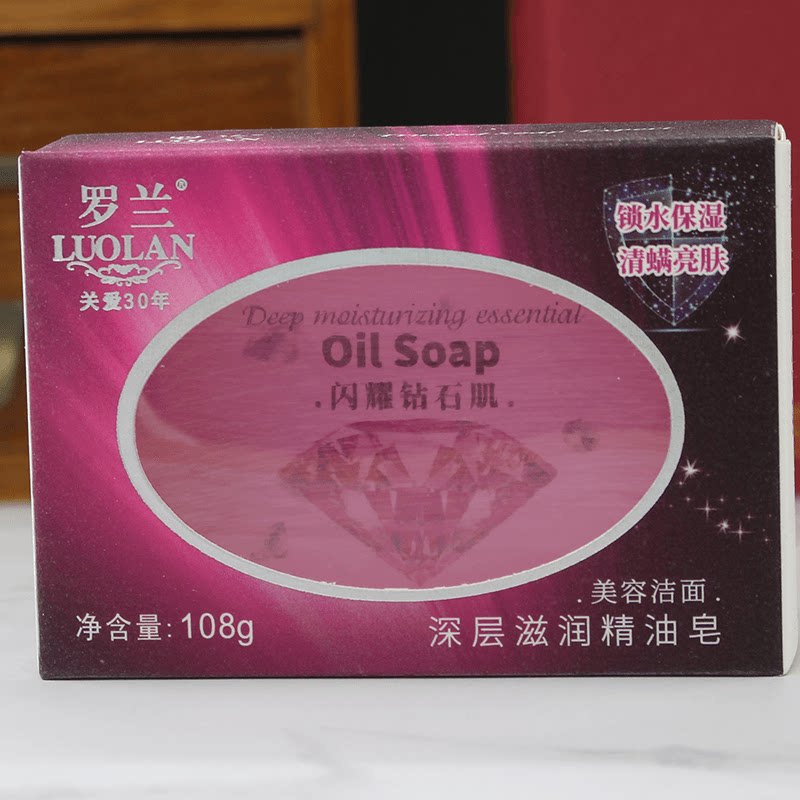 罗兰®
LUOLAN
关爱30年
锁水保湿
清螨亮肤
Deep moisturizing essential
Oil Soap
.闪耀钻石肌.
.美容洁面.
净含量:108g
深层滋润精油皂